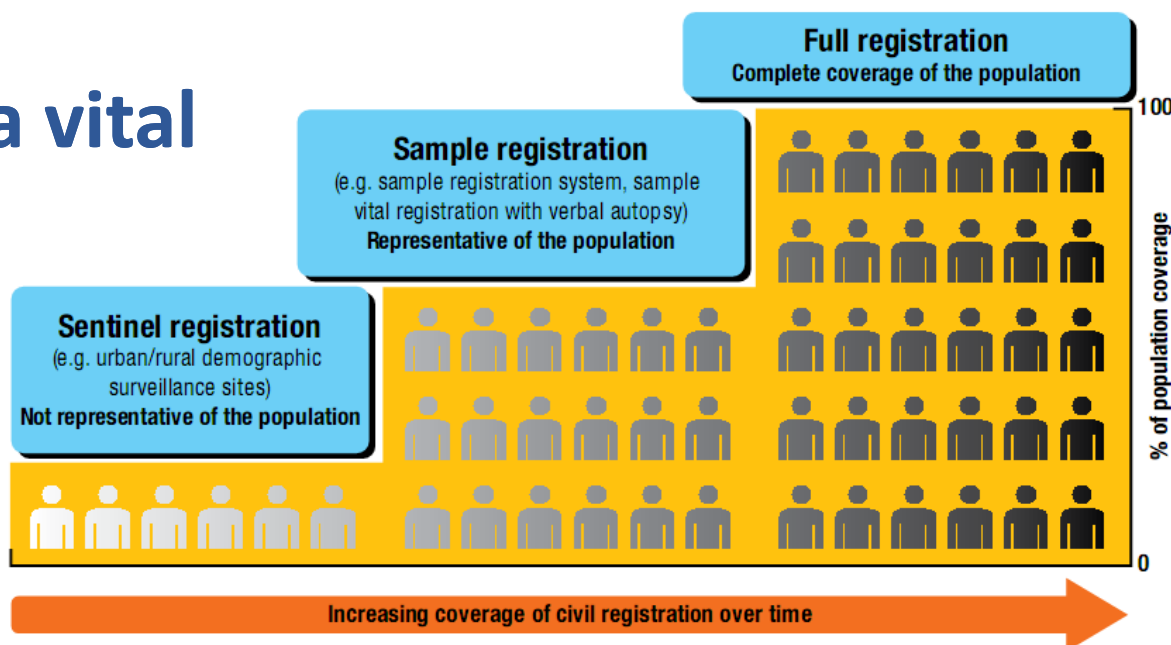 a vital
Full registration
Complete coverage of the population
Sample registration
(e.g. sample registration system, sample
vital registration with verbal autopsy)
Representative of the population
Sentinel registration
(e.g. urban/rural demographic
surveillance sites)
Not representative of the population
100
% of population coverage
0
Increasing coverage of civil registration over time